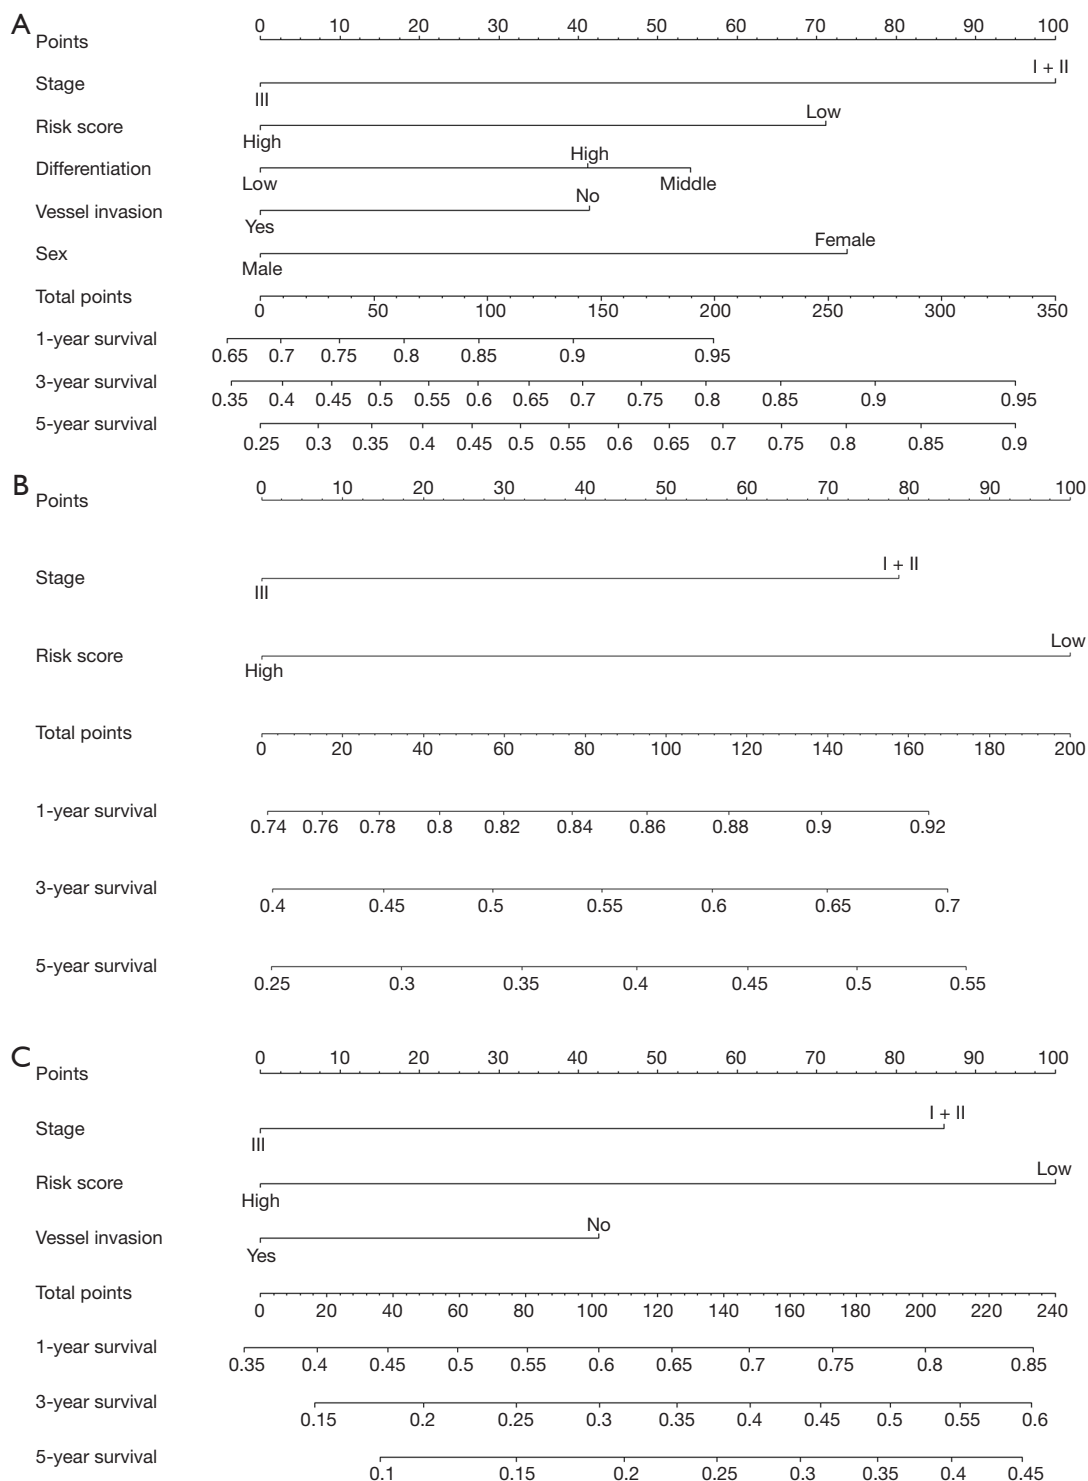 A
0 10 20 30 40 50 60 70 80 90 100
Points
I + II
Stage
III
Low
Risk score
High
High
Differentiation
Low Middle
No
Vessel invasion
Yes
Female
Sex
Male
Total points
0 50 100 150 200 250 300 350
1-year survival
0.65 0.7 0.75 0.8 0.85 0.9 0.95
3-year survival
0.35 0.4 0.45 0.5 0.55 0.6 0.65 0.7 0.75 0.8 0.85 0.9 0.95
5-year survival
0.25 0.3 0.35 0.4 0.45 0.5 0.55 0.6 0.65 0.7 0.75 0.8 0.85 0.9
B
0 10 20 30 40 50 60 70 80 90 100
Points
I + II
Stage
III
Low
Risk score
High
Total points
0 20 40 60 80 100 120 140 160 180 200
1-year survival
0.74 0.76 0.78 0.8 0.82 0.84 0.86 0.88 0.9 0.92
3-year survival
0.4 0.45 0.5 0.55 0.6 0.65 0.7
5-year survival
0.25 0.3 0.35 0.4 0.45 0.5 0.55
C
0 10 20 30 40 50 60 70 80 90 100
Points
I + II
Stage
III
Low
Risk score
High
No
Vessel invasion
Yes
Total points
0 20 40 60 80 100 120 140 160 180 200 220 240
1-year survival
0.35 0.4 0.45 0.5 0.55 0.6 0.65 0.7 0.75 0.8 0.85
3-year survival
0.15 0.2 0.25 0.3 0.35 0.4 0.45 0.5 0.55 0.6
5-year survival
0.1 0.15 0.2 0.25 0.3 0.35 0.4 0.45